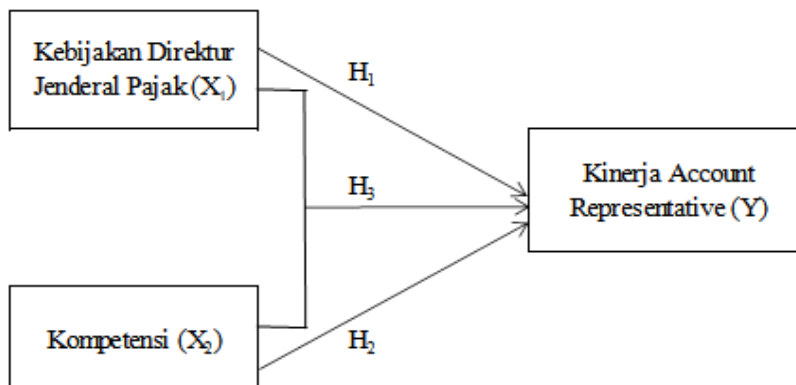 Kebijakan Direktur
Jenderal Pajak (X₁)
H₁
Kinerja Account
Representative (Y)
H₃
Kompetensi (X₂)
H₂